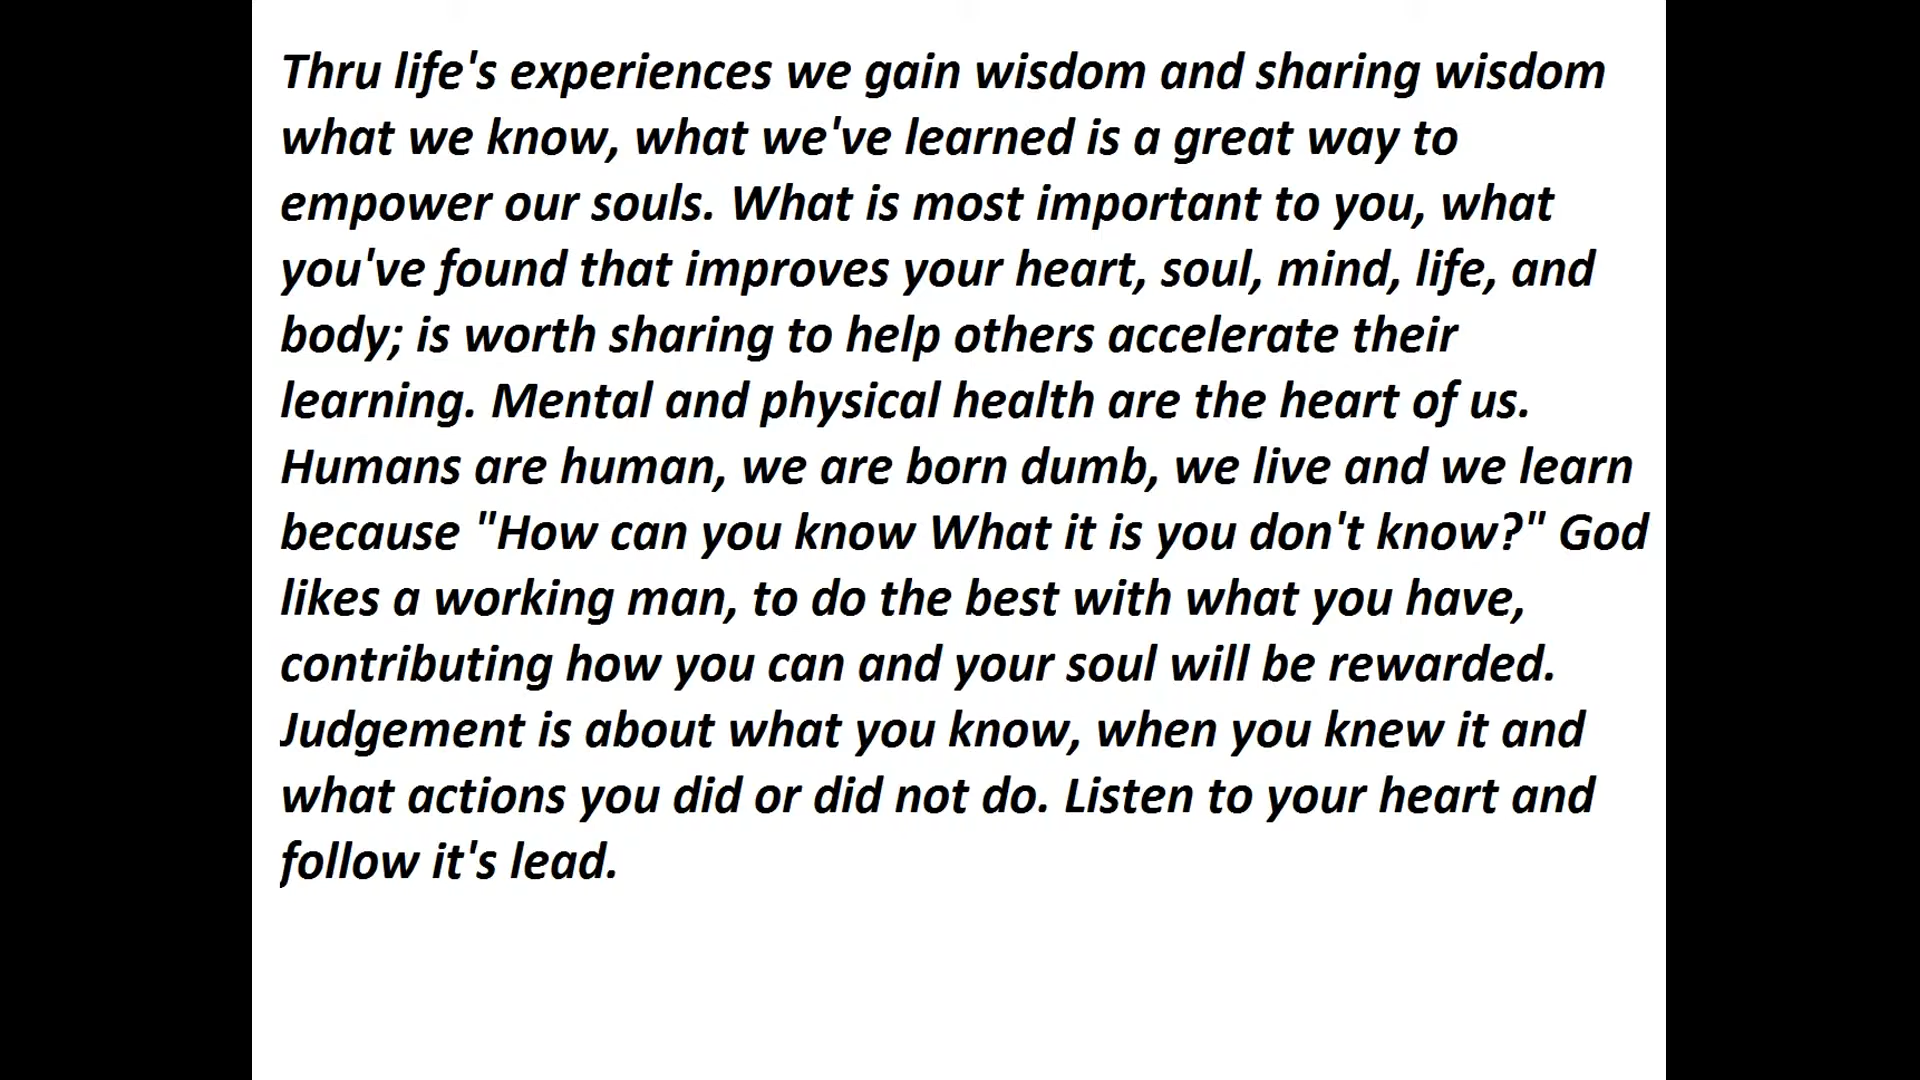 Thru life's experiences we gain wisdom and sharing wisdom
what we know, what we've learned is a great way to
empower our souls. What is most important to you, what
you've found that improves your heart, soul, mind, life, and
body; is worth sharing to help others accelerate their
learning. Mental and physical health are the heart of us.
Humans are human, we are born dumb, we live and we learn
because "How can you know What it is you don't know?" God
likes a working man, to do the best with what you have,
contributing how you can and your soul will be rewarded.
Judgement is about what you know, when you knew it and
what actions you did or did not do. Listen to your heart and
follow it's lead.